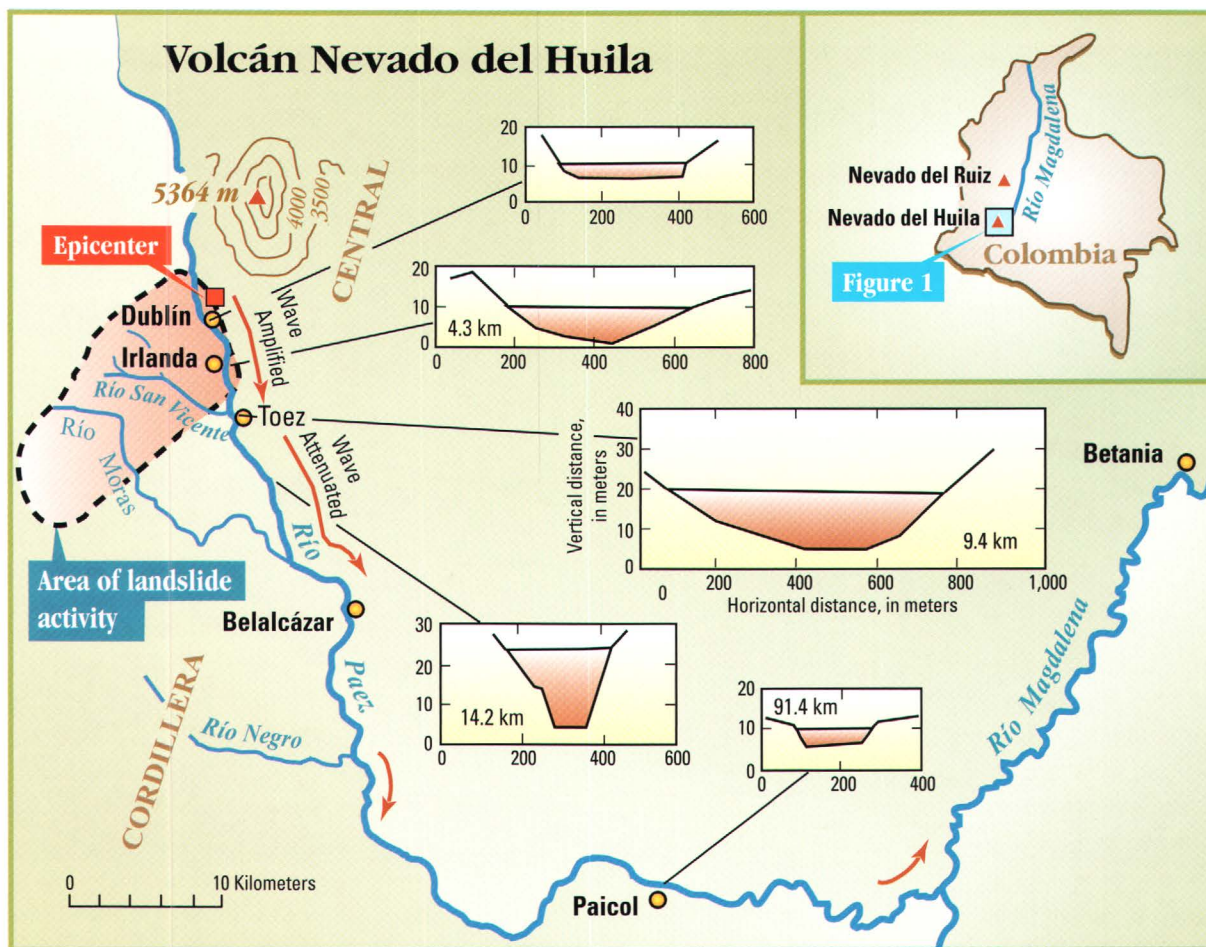 Volcán Nevado del Huila
5364 m
4000
3500
CENTRAL
Epicenter
Dublín
Irlanda
Río San Vicente
Río
Moras
Toez
Wave
Amplified
Wave
Attenuated
Area of landslide
activity
Río
Belalcázar
Paez
CORDILLERA
Río Negro
0 10 Kilometers
Paicol
Río Magdalena
Betania
20
10
0
0 200 400 600
20
10
0
4.3 km
0 200 400 600 800
40
30
20
10
0
Vertical distance,
in meters
9.4 km
0 200 400 600 800 1,000
Horizontal distance, in meters
30
20
10
0
14.2 km
0 200 400 600
20
10
0
91.4 km
0 200 400
Nevado del Ruiz
Río Magdalena
Nevado del Huila
Colombia
Figure 1